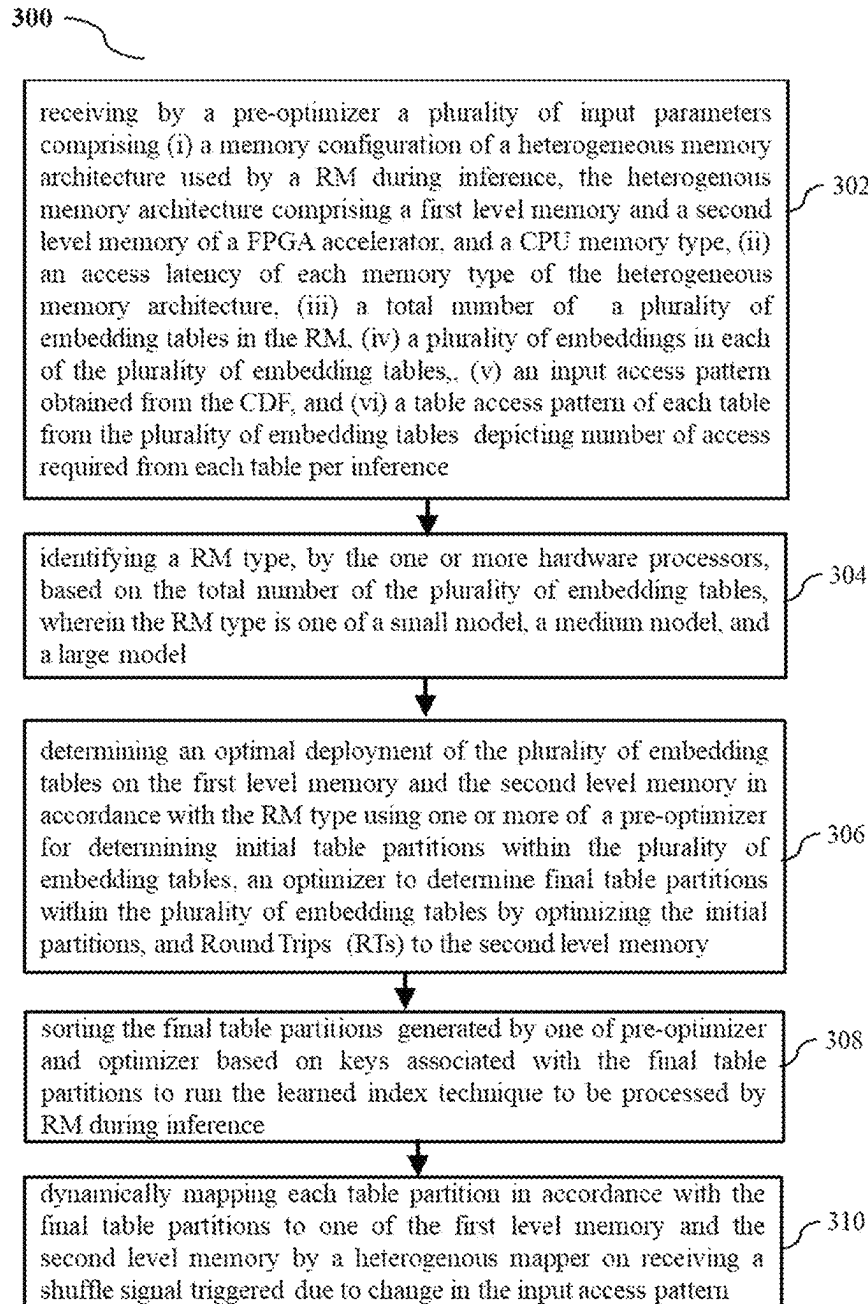 300
receiving by a pre-optimizer a plurality of input parameters
comprising (i) a memory configuration of a heterogeneous memory
architecture used by a RM during inference, the heterogenous
memory architecture comprising a first level memory and a second
level memory of a FPGA accelerator, and a CPU memory type, (ii)
an access latency of each memory type of the heterogeneous
memory architecture, (iii) a total number of a plurality of
embedding tables in the RM, (iv) a plurality of embeddings in each
of the plurality of embedding tables,, (v) an input access pattern
obtained from the CDF, and (vi) a table access pattern of each table
from the plurality of embedding tables depicting number of access
required from each table per inference
302
identifying a RM type, by the one or more hardware processors,
based on the total number of the plurality of embedding tables,
wherein the RM type is one of a small model, a medium model, and
a large model
304
determining an optimal deployment of the plurality of embedding
tables on the first level memory and the second level memory in
accordance with the RM type using one or more of a pre-optimizer
for determining initial table partitions within the plurality of
embedding tables, an optimizer to determine final table partitions
within the plurality of embedding tables by optimizing the initial
partitions, and Round Trips (RTs) to the second level memory
306
sorting the final table partitions generated by one of pre-optimizer
and optimizer based on keys associated with the final table
partitions to run the learned index technique to be processed by
RM during inference
308
dynamically mapping each table partition in accordance with the
final table partitions to one of the first level memory and the
second level memory by a heterogenous mapper on receiving a
shuffle signal triggered due to change in the input access pattern
310